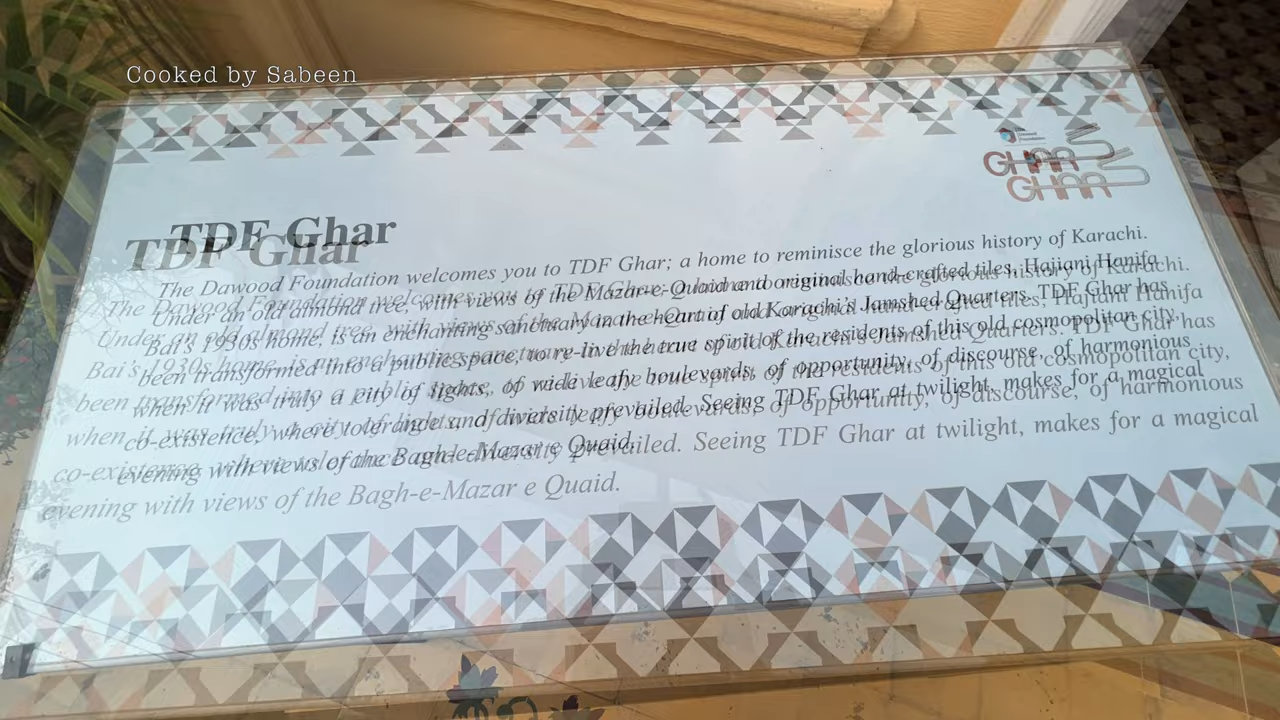 Cooked by Sabeen
GHAR
GHAR
TDF Ghar
TDF Ghar
The Dawood Foundation welcomes you to TDF Ghar; a home to reminisce the glorious history of Karachi.
Under an old almond tree, with views of the Mazar-e-Quaid and original hand-crafted tiles, Hajiani Hanifa
Bai's 1930s home, is an enchanting sanctuary in the heart of old Karachi's Jamshed Quarters. TDF Ghar has
been transformed into a public space, to re-live the true spirit of the residents of this old cosmopolitan city,
when it was truly a city of lights, of wide leafy boulevards, of opportunity, of discourse, of harmonious
co-existence, where tolerance and diversity prevailed. Seeing TDF Ghar at twilight, makes for a magical
evening with views of the Bagh-e-Mazar e Quaid.